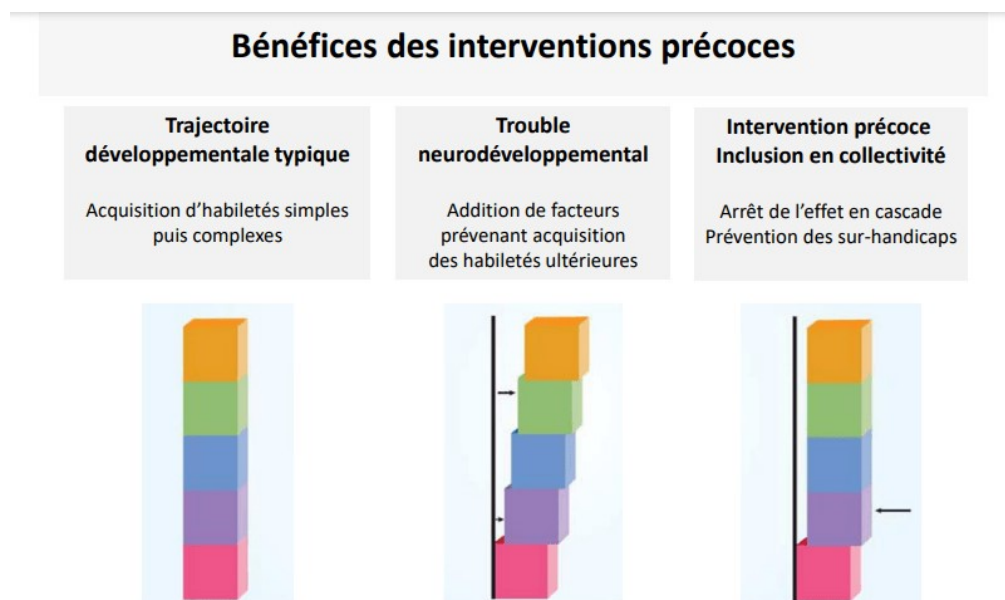 Bénéfices des interventions précoces
Trajectoire
développementale typique
Acquisition d'habiletés simples
puis complexes
Trouble
neurodéveloppemental
Addition de facteurs
prévenant acquisition
des habiletés ultérieures
Intervention précoce
Inclusion en collectivité
Arrêt de l'effet en cascade
Prévention des sur-handicaps